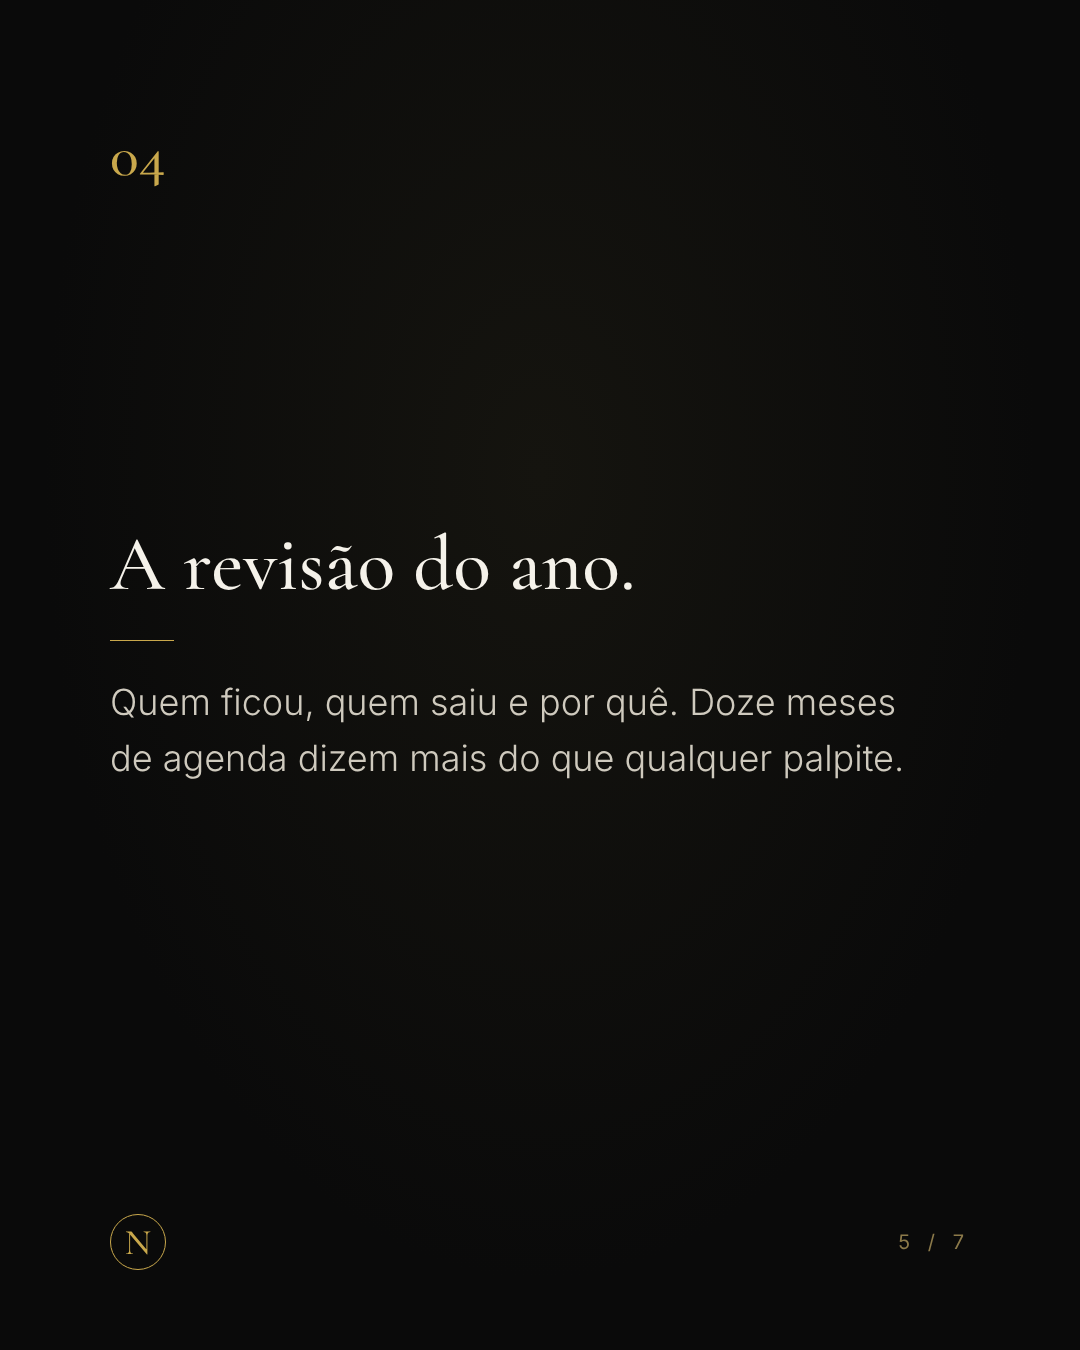 04
A revisão do ano.
Quem ficou, quem saiu e por quê. Doze meses
de agenda dizem mais do que qualquer palpite.
N
5 / 7